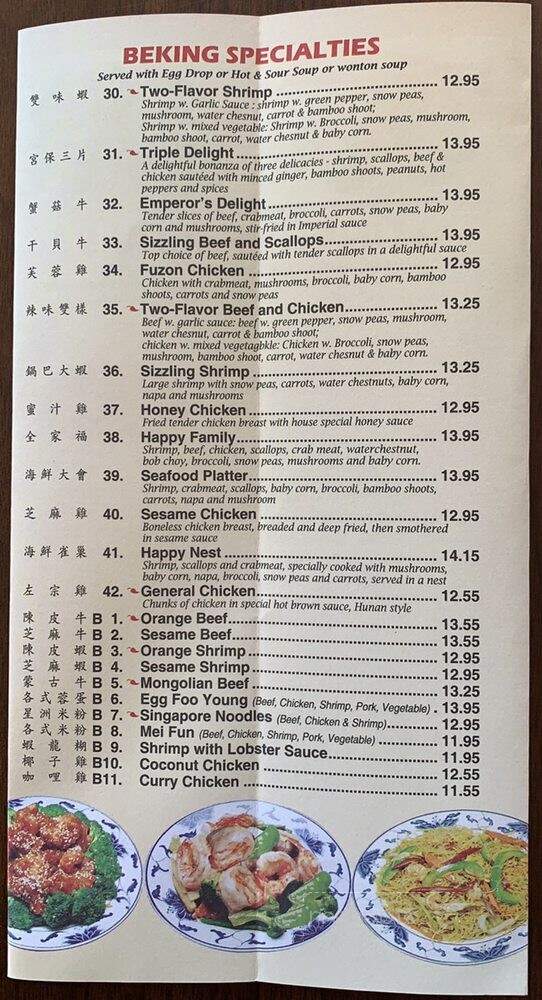 BEKING SPECIALTIES
Served with Egg Drop or Hot & Sour Soup or wonton soup
雙味蝦 30. Two-Flavor Shrimp 12.95
Shrimp w. Garlic Sauce : shrimp w. green pepper, snow peas,
mushroom, water chesnut, carrot & bamboo shoot;
Shrimp w. mixed vegetable: Shrimp w. Broccoli, snow peas, mushroom,
bamboo shoot, carrot, water chesnut & baby corn.
宮保三片 31. Triple Delight 13.95
A delightful bonanza of three delicacies - shrimp, scallops, beef &
chicken sautéed with minced ginger, bamboo shoots, peanuts, hot
peppers and spices
蟹菇牛 32. Emperor's Delight 13.95
Tender slices of beef, crabmeat, broccoli, carrots, snow peas, baby
corn and mushrooms, stir-fried in Imperial sauce
干貝牛 33. Sizzling Beef and Scallops 13.95
Top choice of beef, sautéed with tender scallops in a delightful sauce
芙蓉雞 34. Fuzon Chicken 12.95
Chicken with crabmeat, mushrooms, broccoli, baby corn, bamboo
shoots, carrots and snow peas
辣味雙樣 35. Two-Flavor Beef and Chicken 13.25
Beef w. garlic sauce: beef w. green pepper, snow peas, mushroom,
water chesnut, carrot & bamboo shoot;
chicken w. mixed vegetagbkle: Chicken w. Broccoli, snow peas,
mushroom, bamboo shoot, carrot, water chesnut & baby corn.
鍋巴大蝦 36. Sizzling Shrimp 13.25
Large shrimp with snow peas, carrots, water chestnuts, baby corn,
napa and mushrooms
蜜汁雞 37. Honey Chicken 12.95
Fried tender chicken breast with house special honey sauce
全家福 38. Happy Family 13.95
Shrimp, beef, chicken, scallops, crab meat, waterchestnut,
bob choy, broccoli, snow peas, mushrooms and baby corn.
海鮮大會 39. Seafood Platter 13.95
Shrimp, crabmeat, scallops, baby corn, broccoli, bamboo shoots,
carrots, napa and mushroom
芝麻雞 40. Sesame Chicken 12.95
Boneless chicken breast, breaded and deep fried, then smothered
in sesame sauce
海鮮雀巢 41. Happy Nest 14.15
Shrimp, scallops and crabmeat, specially cooked with mushrooms,
baby corn, napa, broccoli, snow peas and carrots, served in a nest
左宗雞 42. General Chicken 12.55
Chunks of chicken in special hot brown sauce, Hunan style
陳皮牛 B 1. Orange Beef 13.55
芝麻牛 B 2. Sesame Beef 13.55
陳皮蝦 B 3. Orange Shrimp 12.95
芝麻蝦 B 4. Sesame Shrimp 12.95
蒙古牛 B 5. Mongolian Beef 13.25
各式蓉蛋 B 6. Egg Foo Young (Beef, Chicken, Shrimp, Pork, Vegetable) 13.95
星洲米粉 B 7. Singapore Noodles (Beef, Chicken & Shrimp) 12.95
各式米粉 B 8. Mei Fun (Beef, Chicken, Shrimp, Pork, Vegetable) 11.95
蝦龍糊 B 9. Shrimp with Lobster Sauce 11.95
椰子雞 B10. Coconut Chicken 12.55
咖哩雞 B11. Curry Chicken 11.55